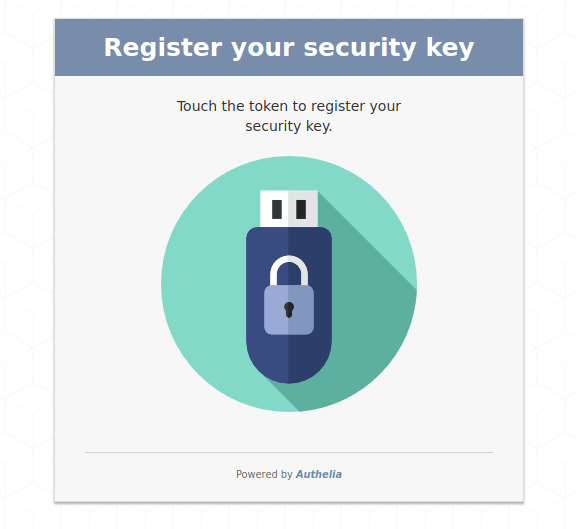 Register your security key
Touch the token to register your
security key.
Powered by Authelia